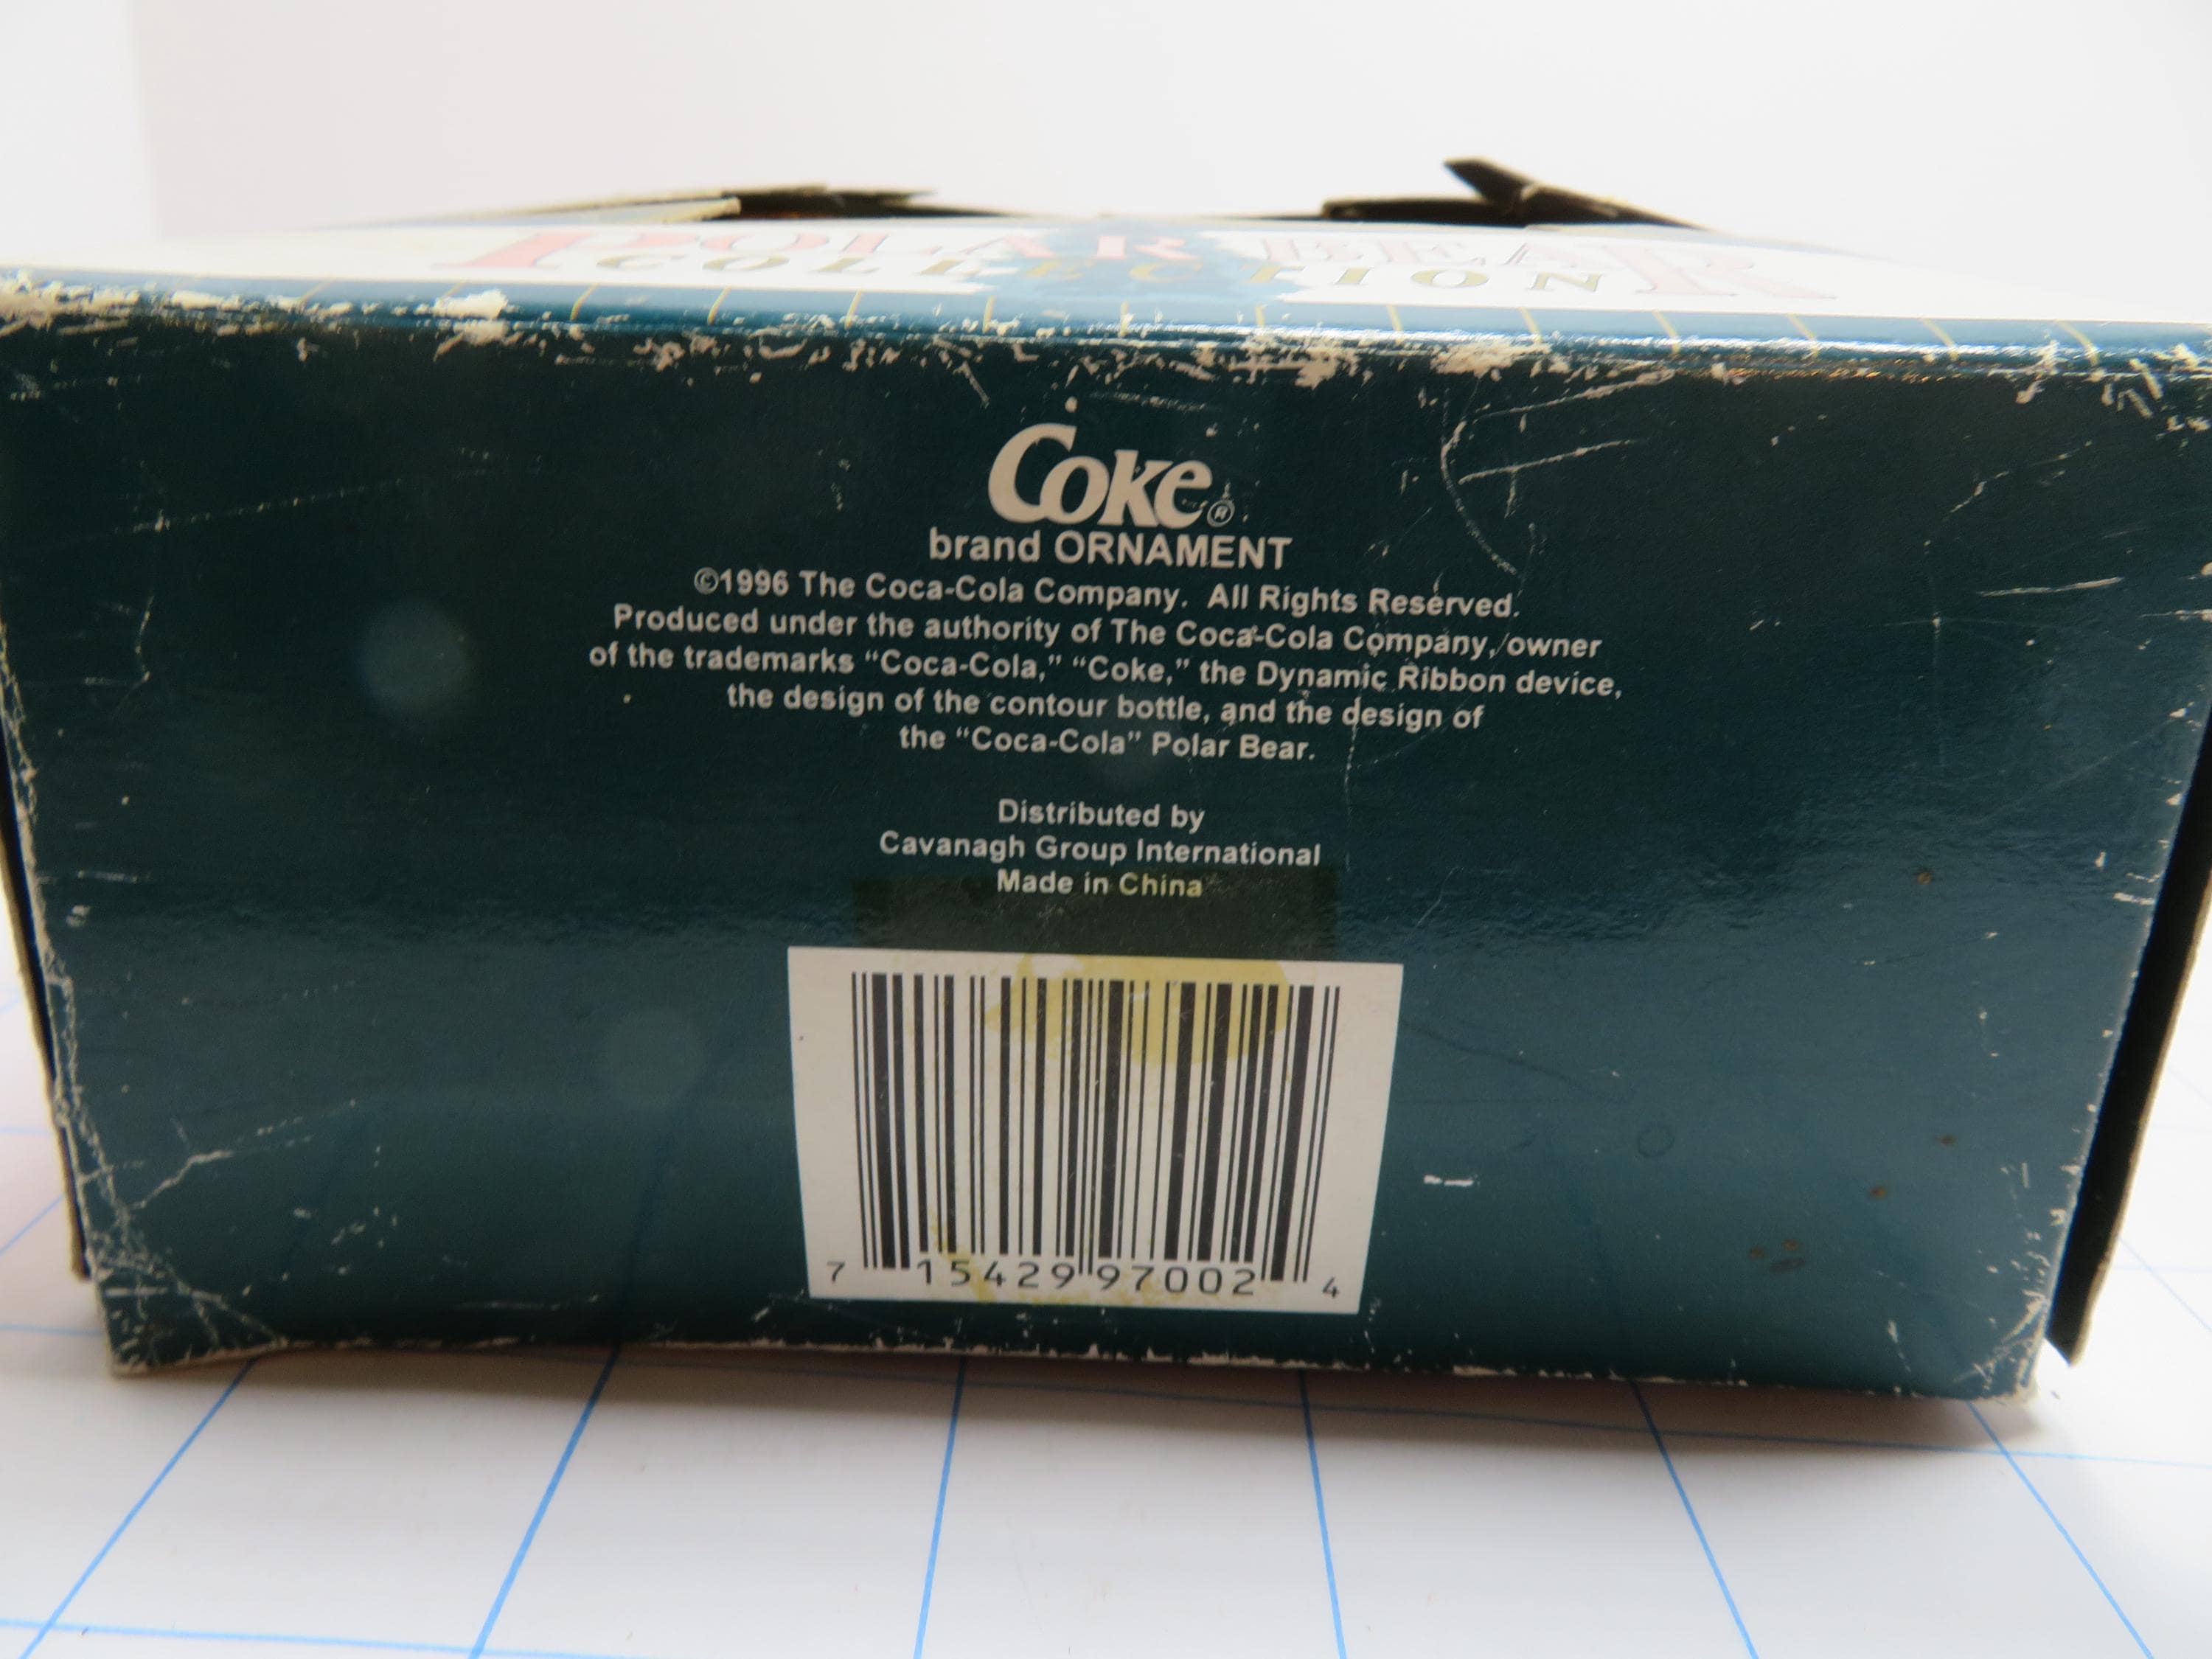 POLAR BEAR
COLLECTION
Coke®
brand ORNAMENT
©1996 The Coca-Cola Company. All Rights Reserved.
Produced under the authority of The Coca-Cola Company, owner
of the trademarks “Coca-Cola,” “Coke,” the Dynamic Ribbon device,
the design of the contour bottle, and the design of
the “Coca-Cola” Polar Bear.
Distributed by
Cavanagh Group International
Made in China
7 15429 97002 4